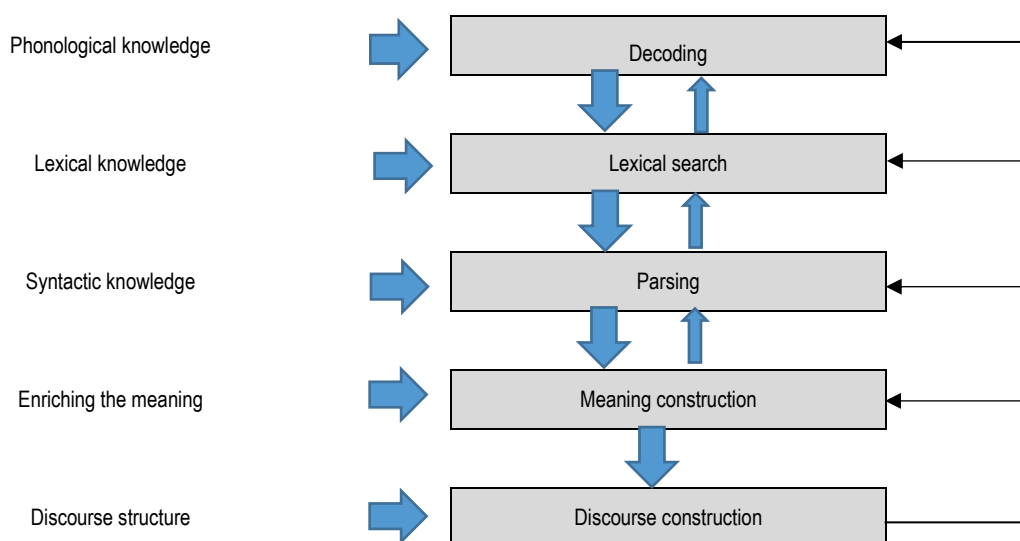 Phonological knowledge
Decoding
Lexical knowledge
Lexical search
Syntactic knowledge
Parsing
Enriching the meaning
Meaning construction
Discourse structure
Discourse construction